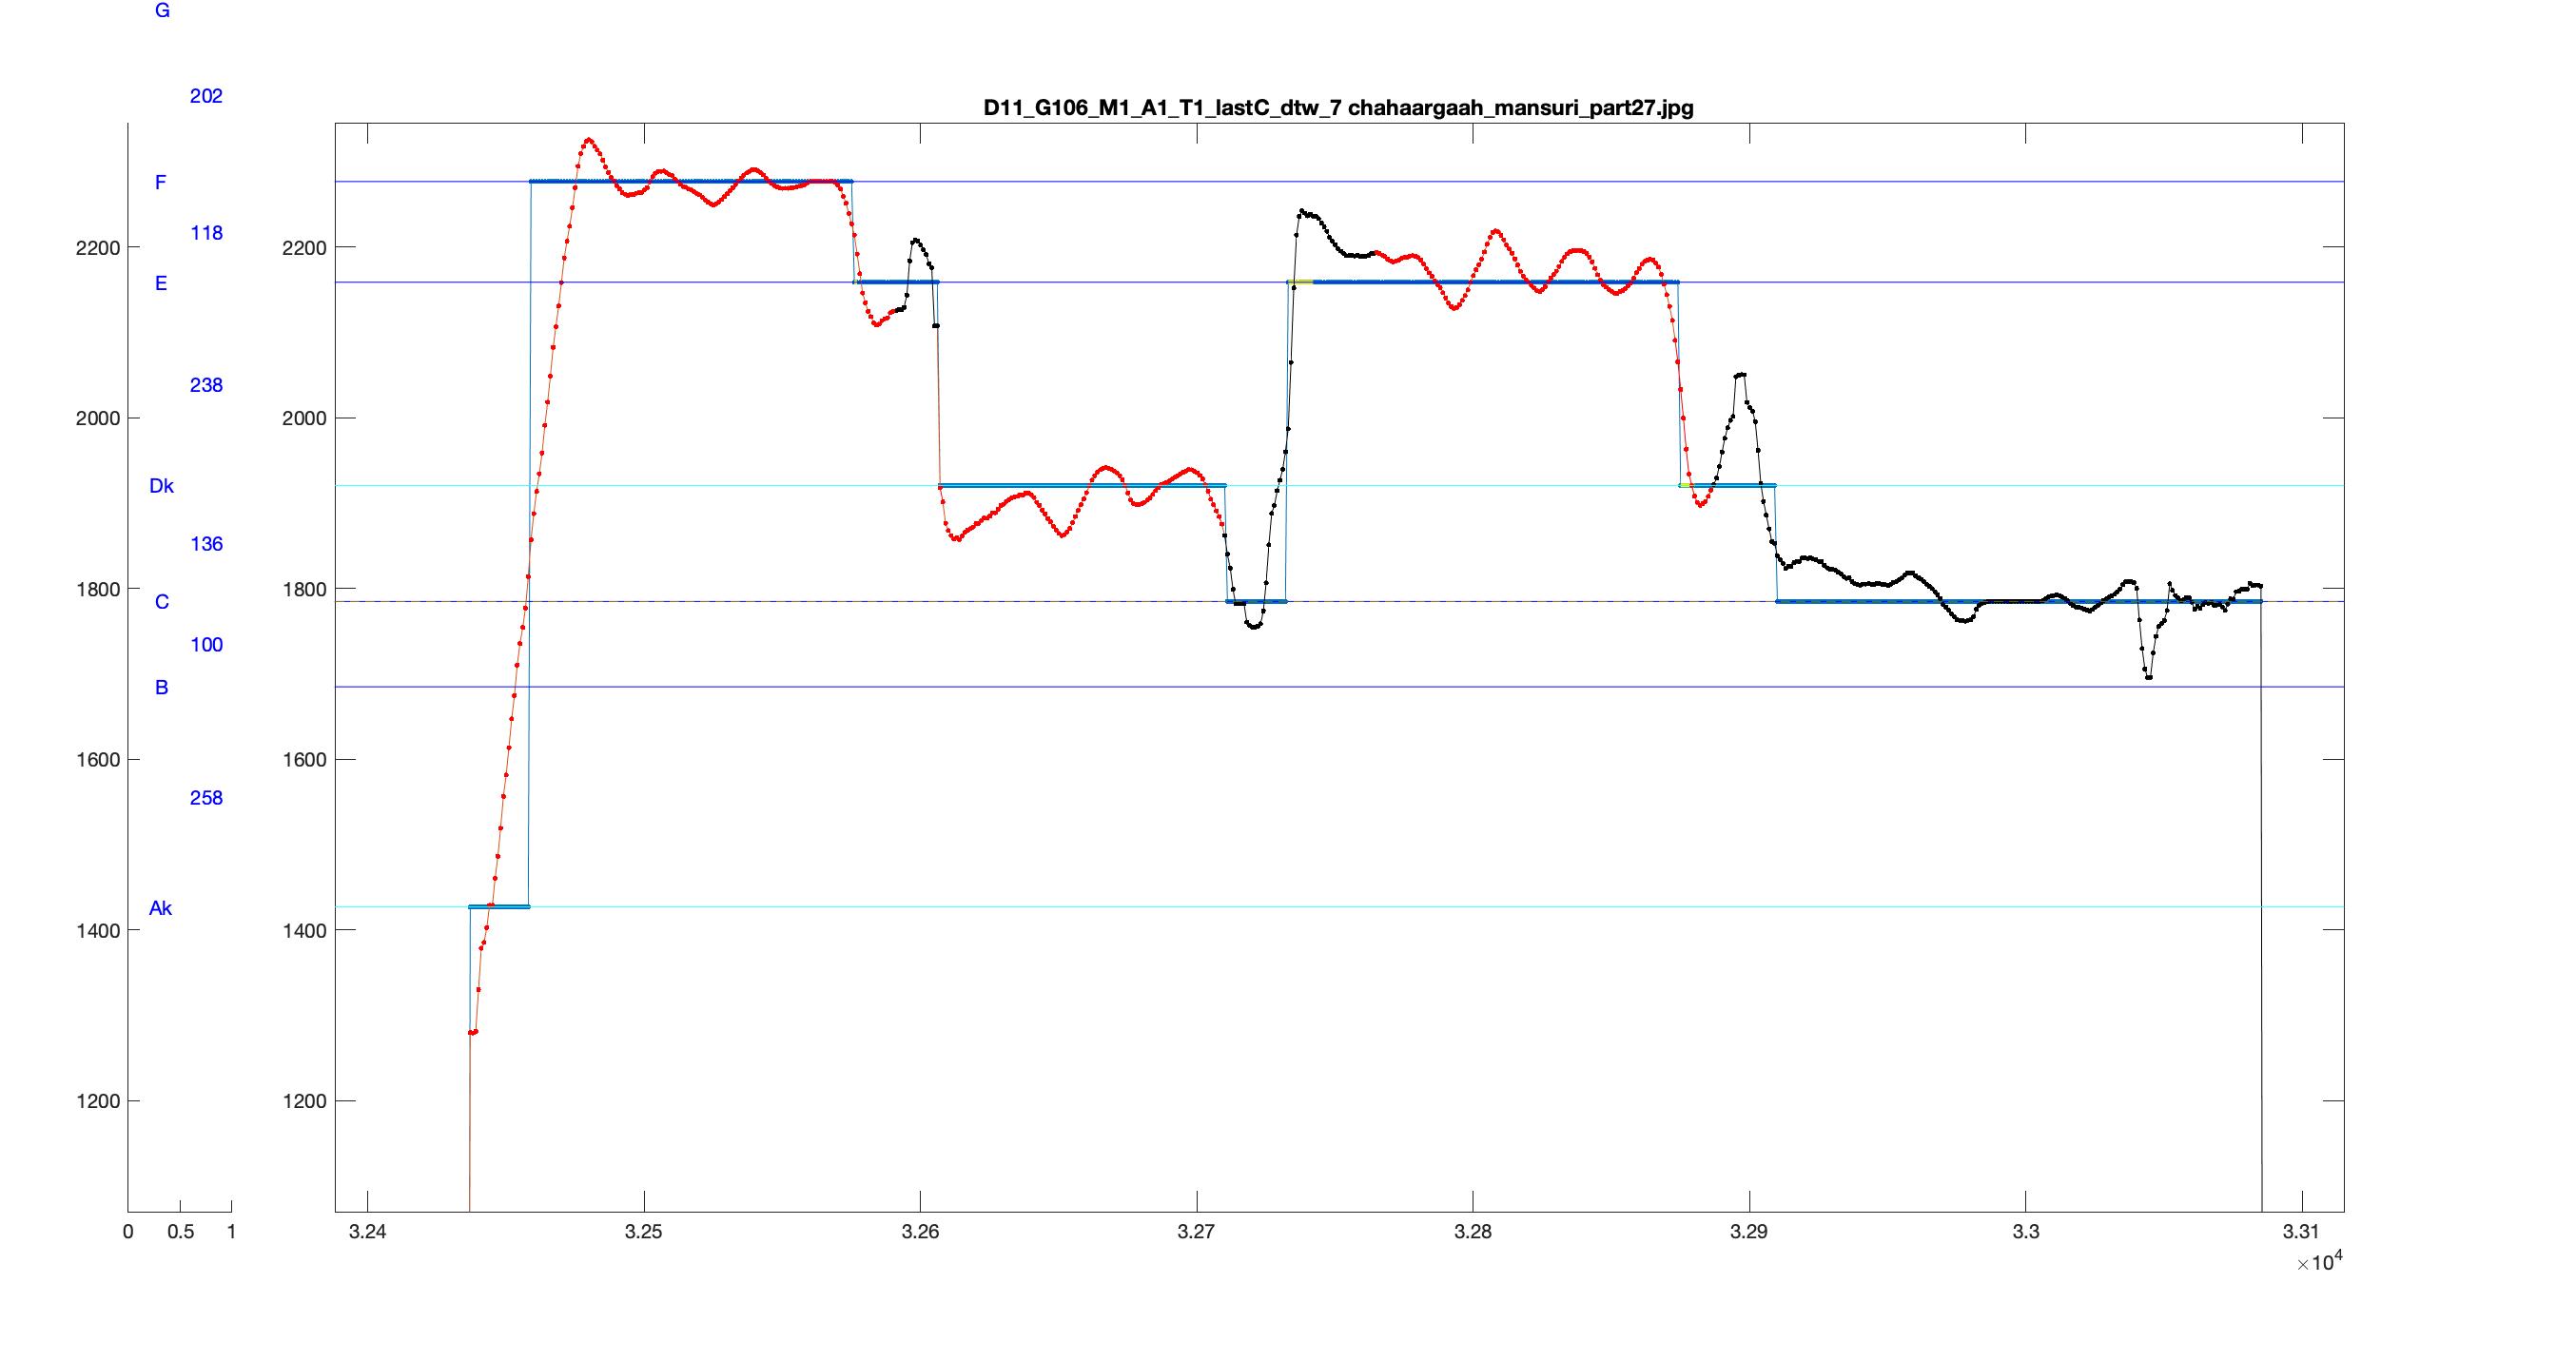 G
202
D11_G106_M1_A1_T1_lastC_dtw_7 chahaargaah_mansuri_part27.jpg
F
118
2200 2200
E
238
2000 2000
Dk
136
1800 1800
C
100
B
1600 1600
258
Ak
1400 1400
1200 1200
0 0.5 1 3.24 3.25 3.26 3.27 3.28 3.29 3.3 3.31
×10⁴